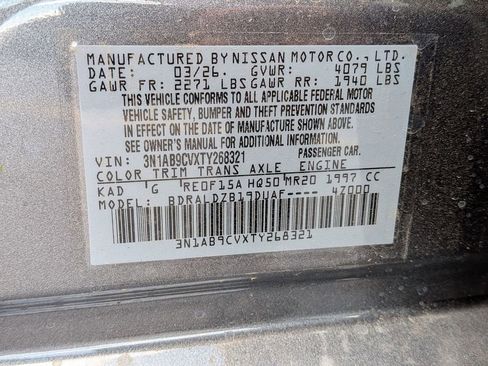 MANUFACTURED BY NISSAN MOTOR CO., LTD.
DATE: 03/26. GVWR: 4079 LBS
GAWR FR: 2271 LBS GAWR RR: 1940 LBS
THIS VEHICLE CONFORMS TO ALL APPLICABLE FEDERAL MOTOR
VEHICLE SAFETY, BUMPER AND THEFT PREVENTION STANDARDS
IN EFFECT ON THE DATE OF MANUFACTURE SHOWN ABOVE.
SEE OWNER'S MANUAL FOR ADDITIONAL INFORMATION.
VIN: 3N1AB9CVXTY268321 PASSENGER CAR.
COLOR TRIM TRANS AXLE ENGINE
KAD G RE0F15A HQ50 MR20 1997 CC
MODEL: BDRALDZB19DUAF---- 4Z000
3N1AB9CVXTY268321